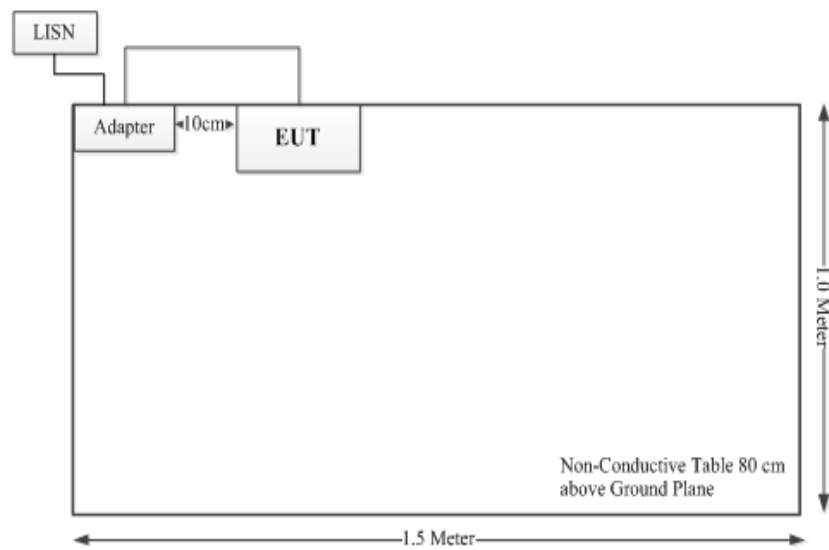 LISN
Adapter
10cm
EUT
1.0 Meter
Non-Conductive Table 80 cm
above Ground Plane
1.5 Meter